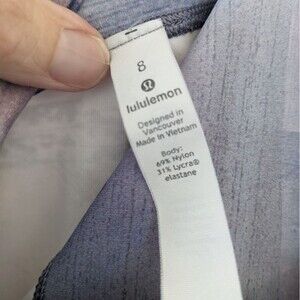 8
lululemon
Designed in
Vancouver
Made in Vietnam
Body:
69% Nylon
31% Lycra®
elastane